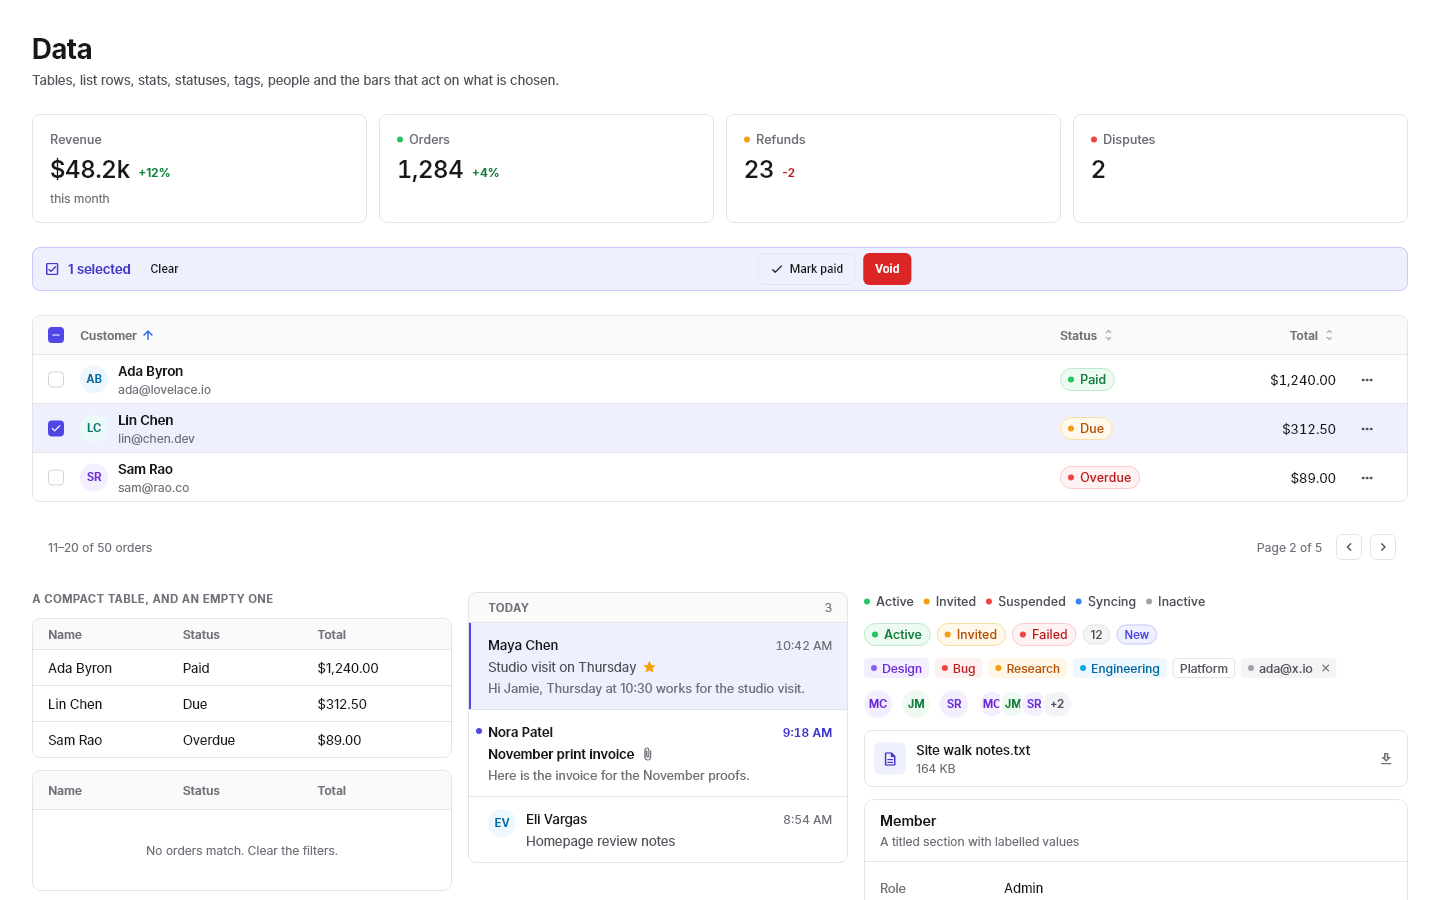 Data
Tables, list rows, stats, statuses, tags, people and the bars that act on what is chosen.
Revenue
$48.2k +12%
this month
Orders
1,284 +4%
Refunds
23 -2
Disputes
2
1 selected Clear Mark paid Void
Customer Status Total
AB Ada Byron Paid $1,240.00
ada@lovelace.io
LC Lin Chen Due $312.50
lin@chen.dev
SR Sam Rao Overdue $89.00
sam@rao.co
11–20 of 50 orders Page 2 of 5
A COMPACT TABLE, AND AN EMPTY ONE
Name Status Total
Ada Byron Paid $1,240.00
Lin Chen Due $312.50
Sam Rao Overdue $89.00
Name Status Total
No orders match. Clear the filters.
TODAY 3
Maya Chen 10:42 AM
Studio visit on Thursday
Hi Jamie, Thursday at 10:30 works for the studio visit.
Nora Patel 9:18 AM
November print invoice
Here is the invoice for the November proofs.
EV Eli Vargas 8:54 AM
Homepage review notes
Active Invited Suspended Syncing Inactive
Active Invited Failed 12 New
Design Bug Research Engineering Platform ada@x.io
MC JM SR MC JM SR +2
Site walk notes.txt
164 KB
Member
A titled section with labelled values
Role Admin